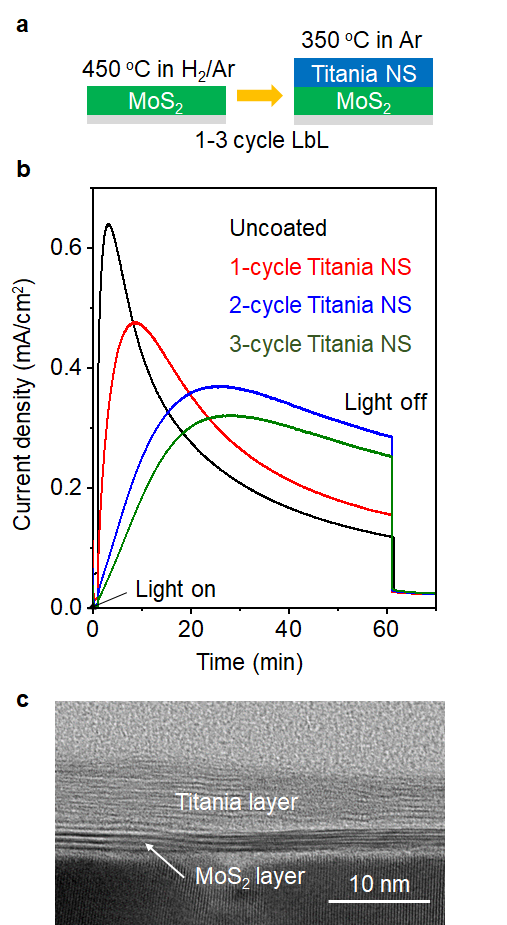 a
350 °C in Ar
450 °C in H₂/Ar
Titania NS
MoS₂
MoS₂
1-3 cycle LbL
b
Uncoated
1-cycle Titania NS
2-cycle Titania NS
3-cycle Titania NS
Light off
Light on
Current density (mA/cm²)
0.6
0.4
0.2
0.0
0
20
40
60
Time (min)
c
Titania layer
MoS₂ layer
10 nm